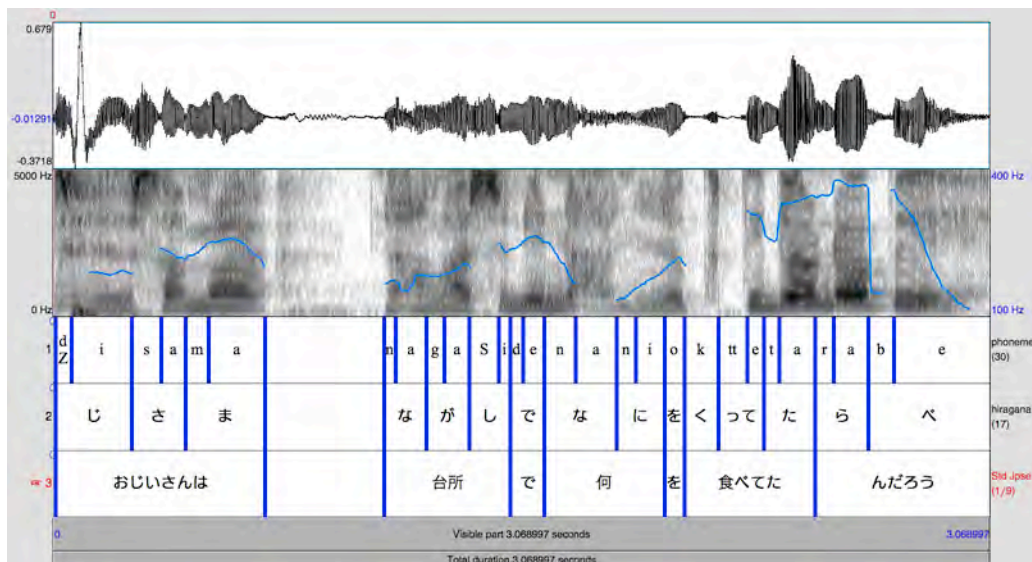 0
0.679
-0.01291
-0.3718
5000 Hz
400 Hz
0 Hz
100 Hz
1 dZ i s a m a n a g a S i d e n a n i o k tt e t a r a b e phoneme (30)
2 じ さ ま な が し で な に を く って た ら べ hiragana (17)
3 おじいさんは 台所 で 何 を 食べてた んだろう Std Jpse (1/9)
0 Visible part 3.068997 seconds 3.068997
Total duration 3.068997 seconds